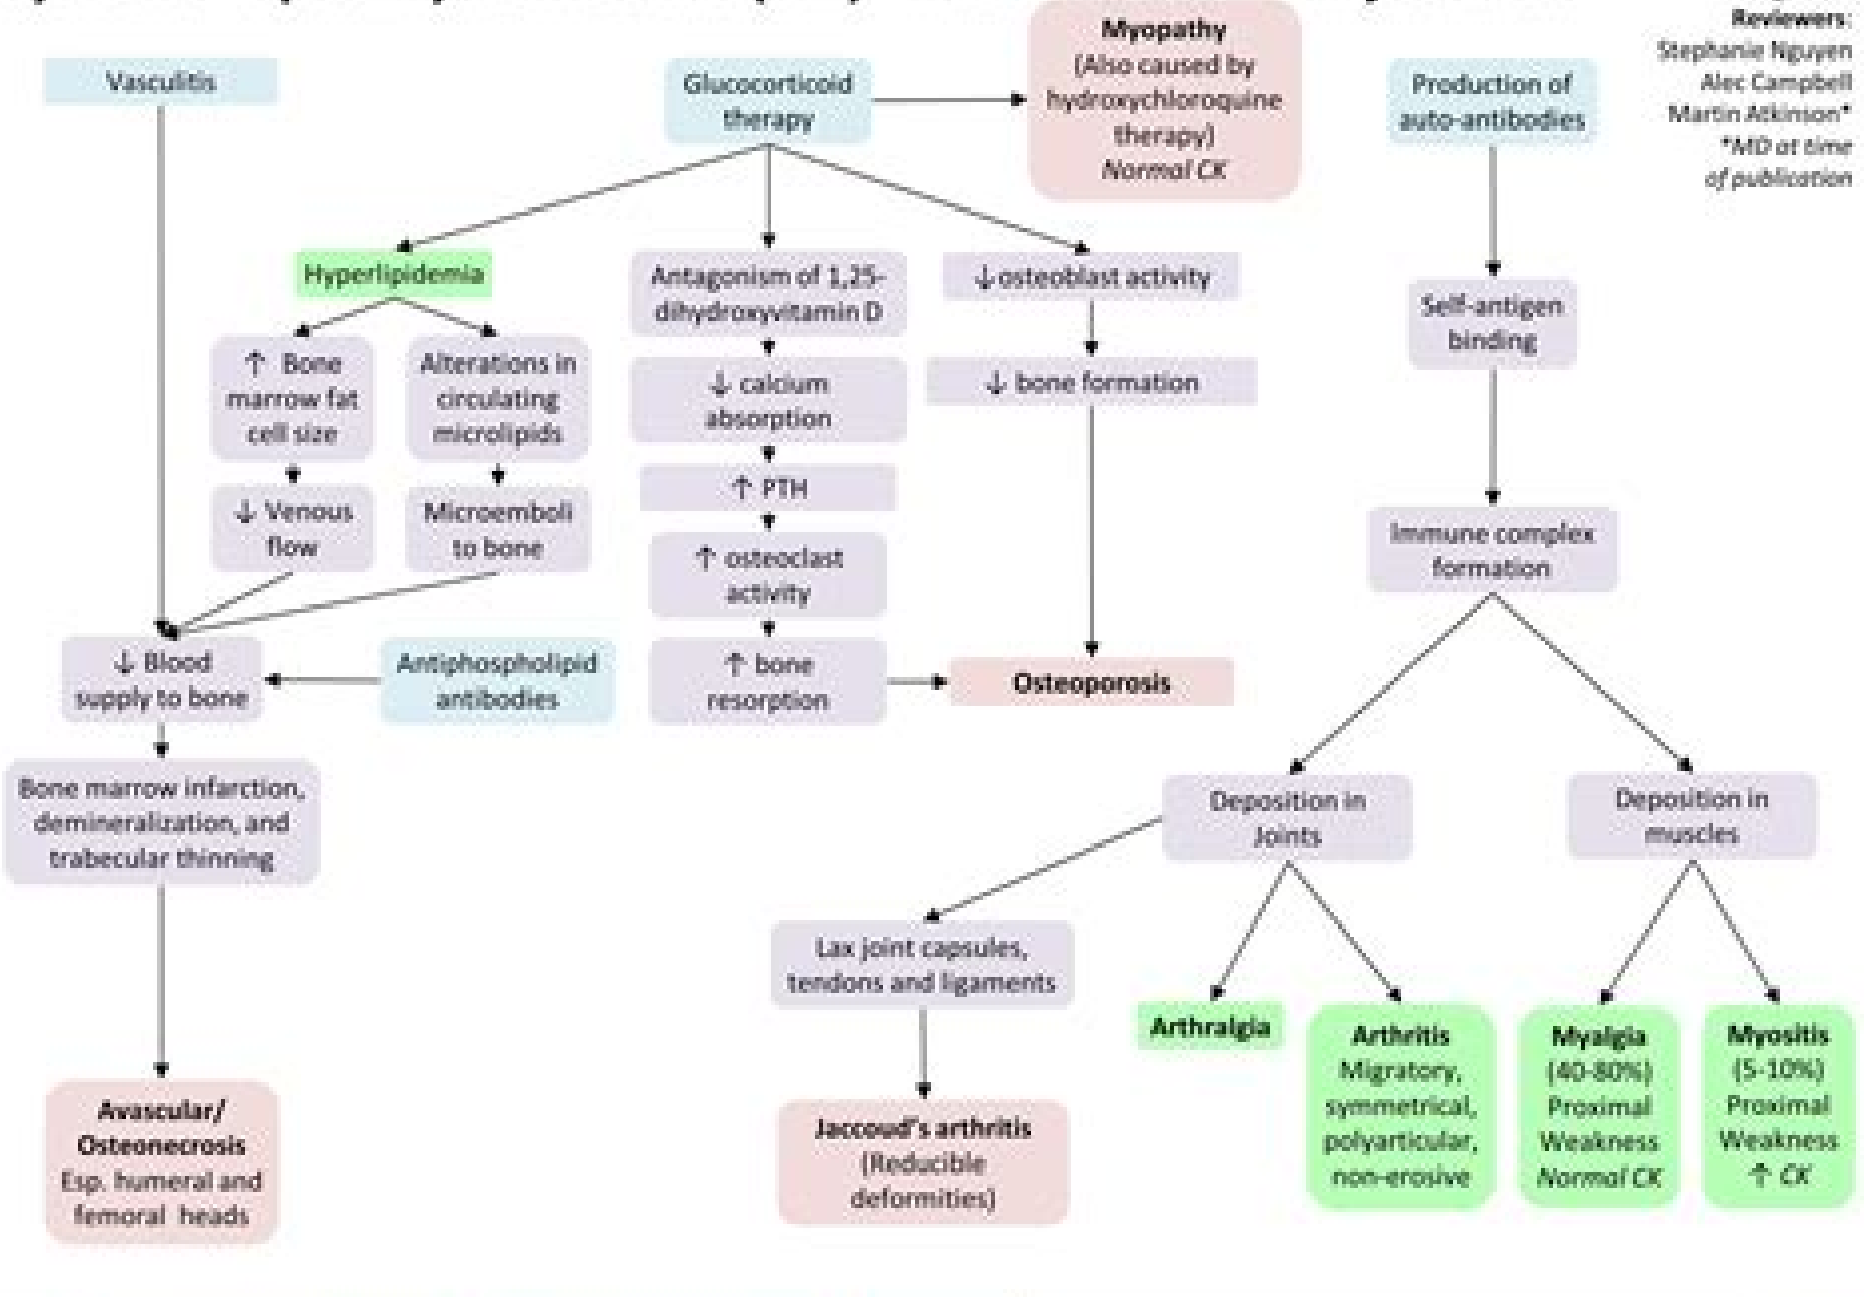 Reviewers:
Stephanie Nguyen
Alec Campbell
Martin Atkinson*
*MD at time
of publication
Vasculitis
Glucocorticoid
therapy
Myopathy
(Also caused by
hydroxychloroquine
therapy)
Normal CK
Production of
auto-antibodies
Hyperlipidemia
Antagonism of 1,25-
dihydroxyvitamin D
↓osteoblast activity
Self-antigen
binding
↑ Bone
marrow fat
cell size
Alterations in
circulating
microlipids
↓ calcium
absorption
↓ bone formation
↑ PTH
↓ Venous
flow
Microemboli
to bone
↑ osteoclast
activity
Immune complex
formation
↓ Blood
supply to bone
Antiphospholipid
antibodies
↑ bone
resorption
Osteoporosis
Bone marrow infarction,
demineralization, and
trabecular thinning
Deposition in
Joints
Deposition in
muscles
Lax joint capsules,
tendons and ligaments
Arthralgia
Arthritis
Migratory,
symmetrical,
polyarticular,
non-erosive
Myalgia
(40-80%)
Proximal
Weakness
Normal CK
Myositis
(5-10%)
Proximal
Weakness
↑ CK
Avascular/
Osteonecrosis
Esp. humeral and
femoral heads
Jaccoud's arthritis
(Reducible
deformities)